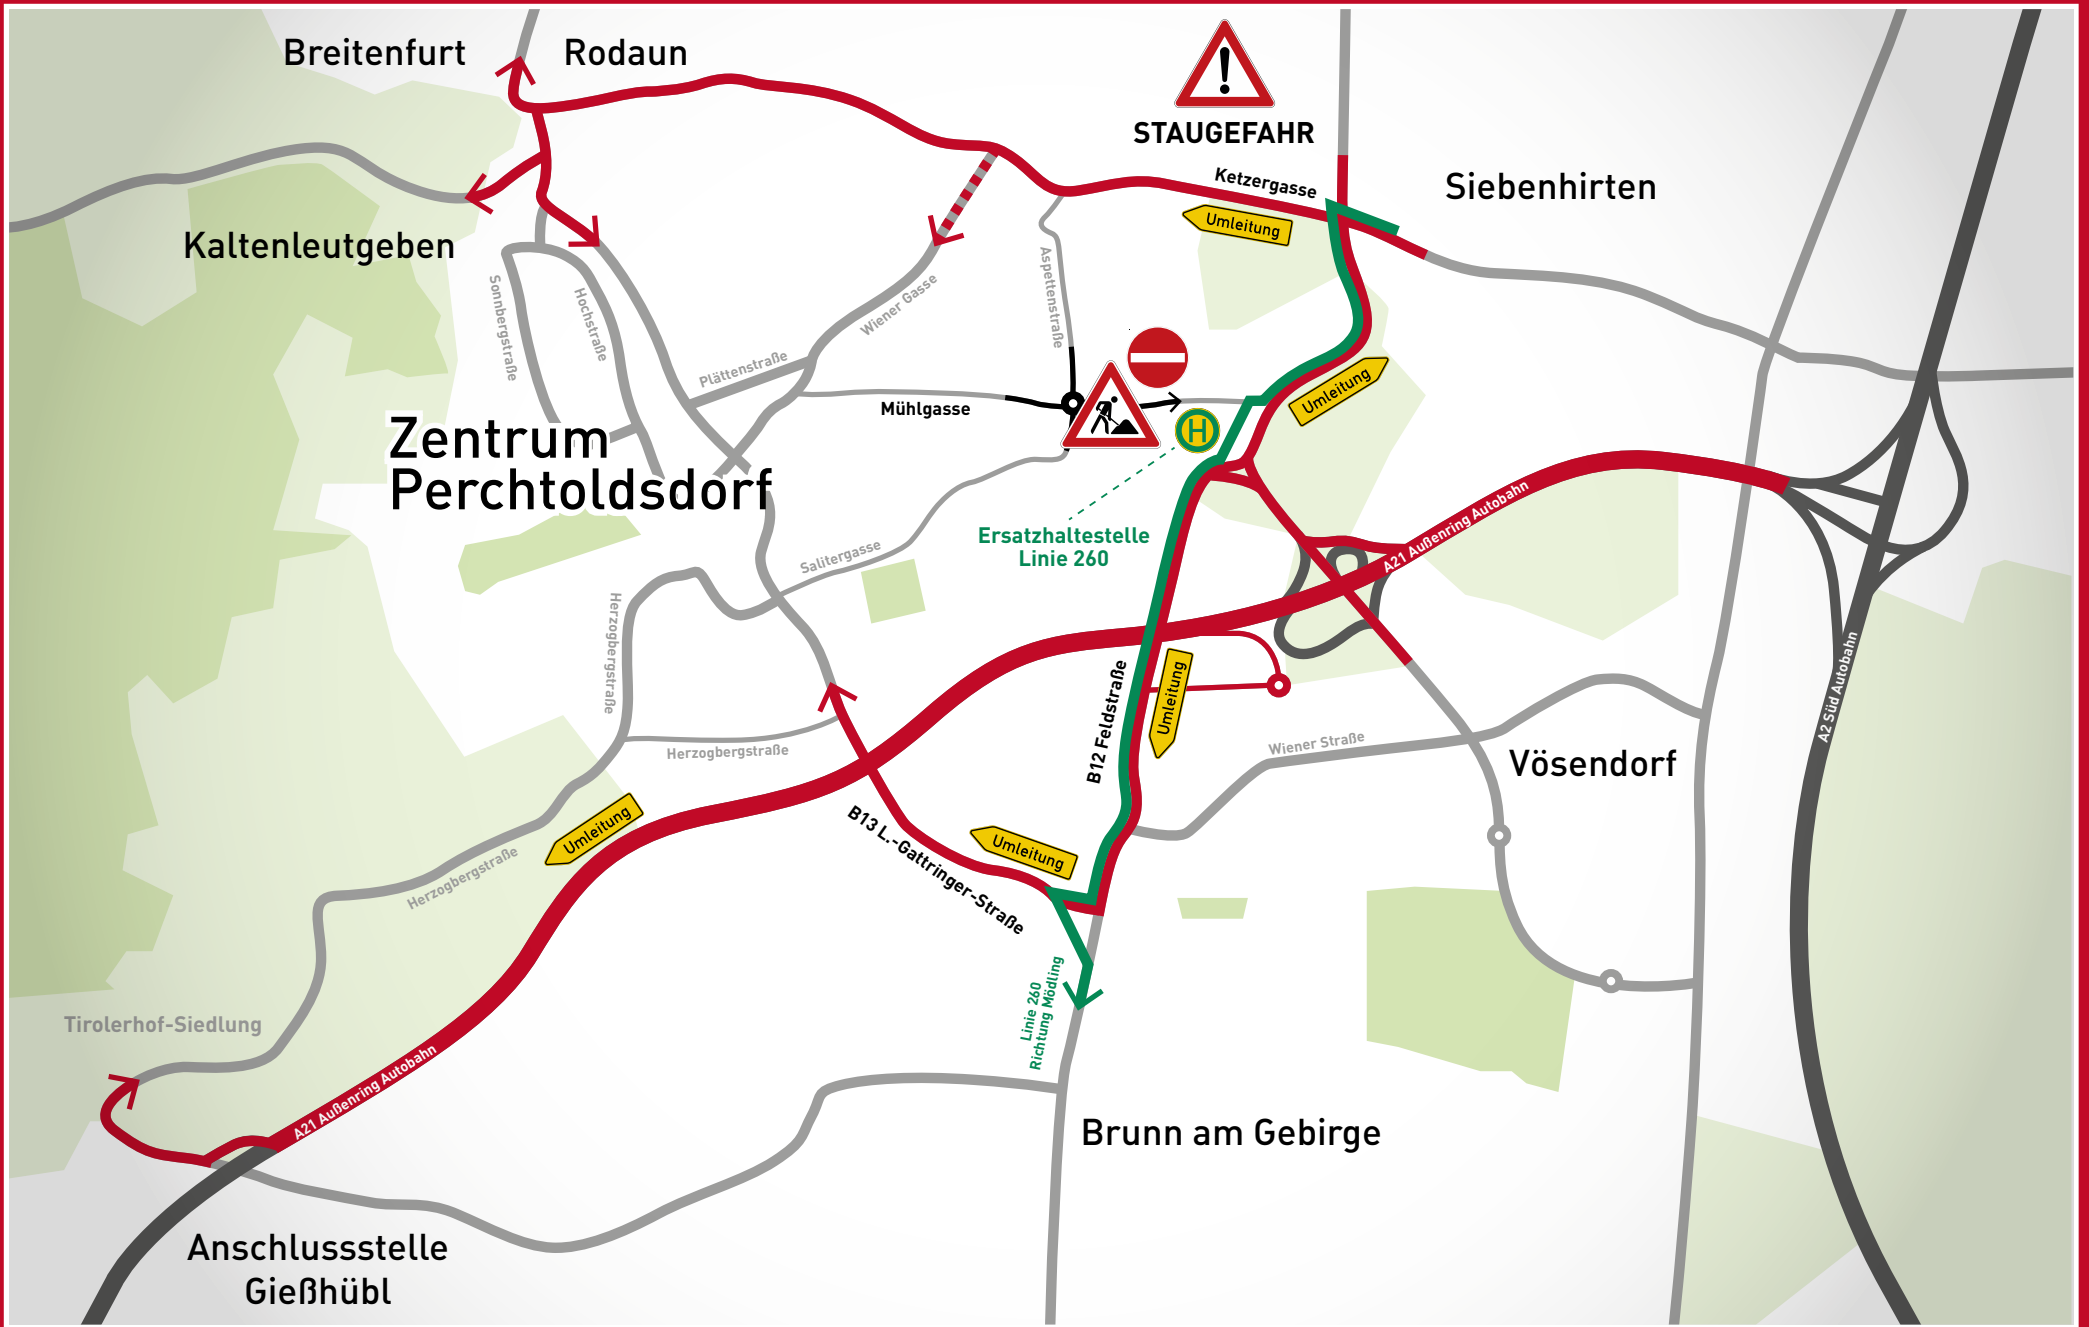 Breitenfurt
Rodaun
STAUGEFAHR
Ketzergasse
Siebenhirten
Umleitung
Kaltenleutgeben
Sonnbergstraße
Hochstraße
Wiener Gasse
Aspettenstraße
Plättenstraße
Mühlgasse
H
Umleitung
Zentrum
Perchtoldsdorf
Ersatzhaltestelle
Linie 260
Salitergasse
A21 Außenring Autobahn
Herzogbergstraße
Herzogbergstraße
B12 Feldstraße
Umleitung
Wiener Straße
Vösendorf
A2 Süd Autobahn
Umleitung
Herzogbergstraße
B13 L.-Gattringer-Straße
Umleitung
Linie 260
Richtung Mödling
Tirolerhof-Siedlung
A21 Außenring Autobahn
Brunn am Gebirge
Anschlussstelle
Gießhübl